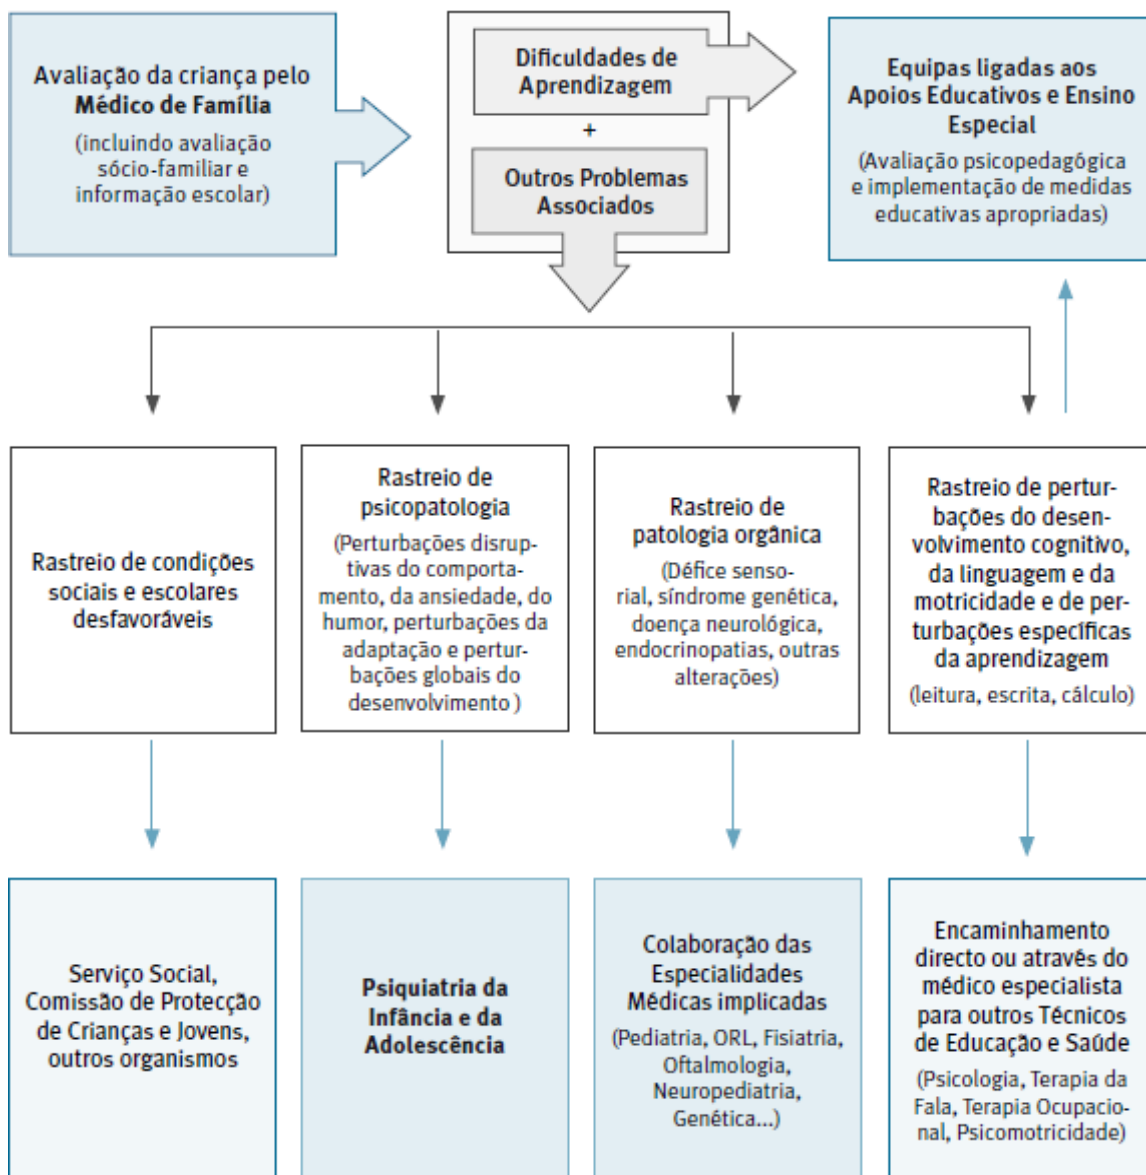 Avaliação da criança pelo
Médico de Família
(incluindo avaliação
sócio-familiar e
informação escolar)
Dificuldades de
Aprendizagem
+
Outros Problemas
Associados
Equipas ligadas aos
Apoios Educativos e Ensino
Especial
(Avaliação psicopedagógica
e implementação de medidas
educativas apropriadas)
Rastreio de condições
sociais e escolares
desfavoráveis
Rastreio de
psicopatologia
(Perturbações disrup-
tivas do comporta-
mento, da ansiedade, do
humor, perturbações da
adaptação e pertur-
bações globais do
desenvolvimento )
Rastreio de
patologia orgânica
(Défice senso-
rial, síndrome genética,
doença neurológica,
endocrinopatias, outras
alterações)
Rastreio de pertur-
bações do desen-
volvimento cognitivo,
da linguagem e da
motricidade e de per-
turbações específicas
da aprendizagem
(leitura, escrita, cálculo)
Serviço Social,
Comissão de Protecção
de Crianças e Jovens,
outros organismos
Psiquiatria da
Infância e da
Adolescência
Colaboração das
Especialidades
Médicas implicadas
(Pediatria, ORL, Fisiatria,
Oftalmologia,
Neuropediatria,
Genética...)
Encaminhamento
directo ou através do
médico especialista
para outros Técnicos
de Educação e Saúde
(Psicologia, Terapia da
Fala, Terapia Ocupacio-
nal, Psicomotricidade)